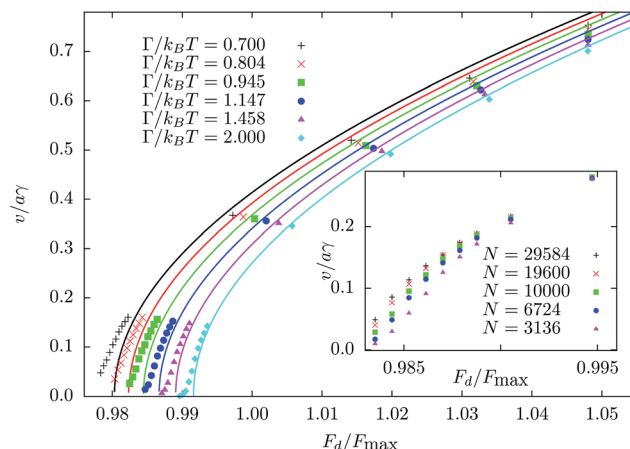 0.7
0.6
0.5
0.4
0.3
0.2
0.1
0.0
v/aγ
Γ/k_BT = 0.700
Γ/k_BT = 0.804
Γ/k_BT = 0.945
Γ/k_BT = 1.147
Γ/k_BT = 1.458
Γ/k_BT = 2.000
0.2
0.1
0.0
v/aγ
N = 29584
N = 19600
N = 10000
N = 6724
N = 3136
0.985
0.995
F_d/F_max
0.98
0.99
1.00
1.01
1.02
1.03
1.04
1.05
F_d/F_max